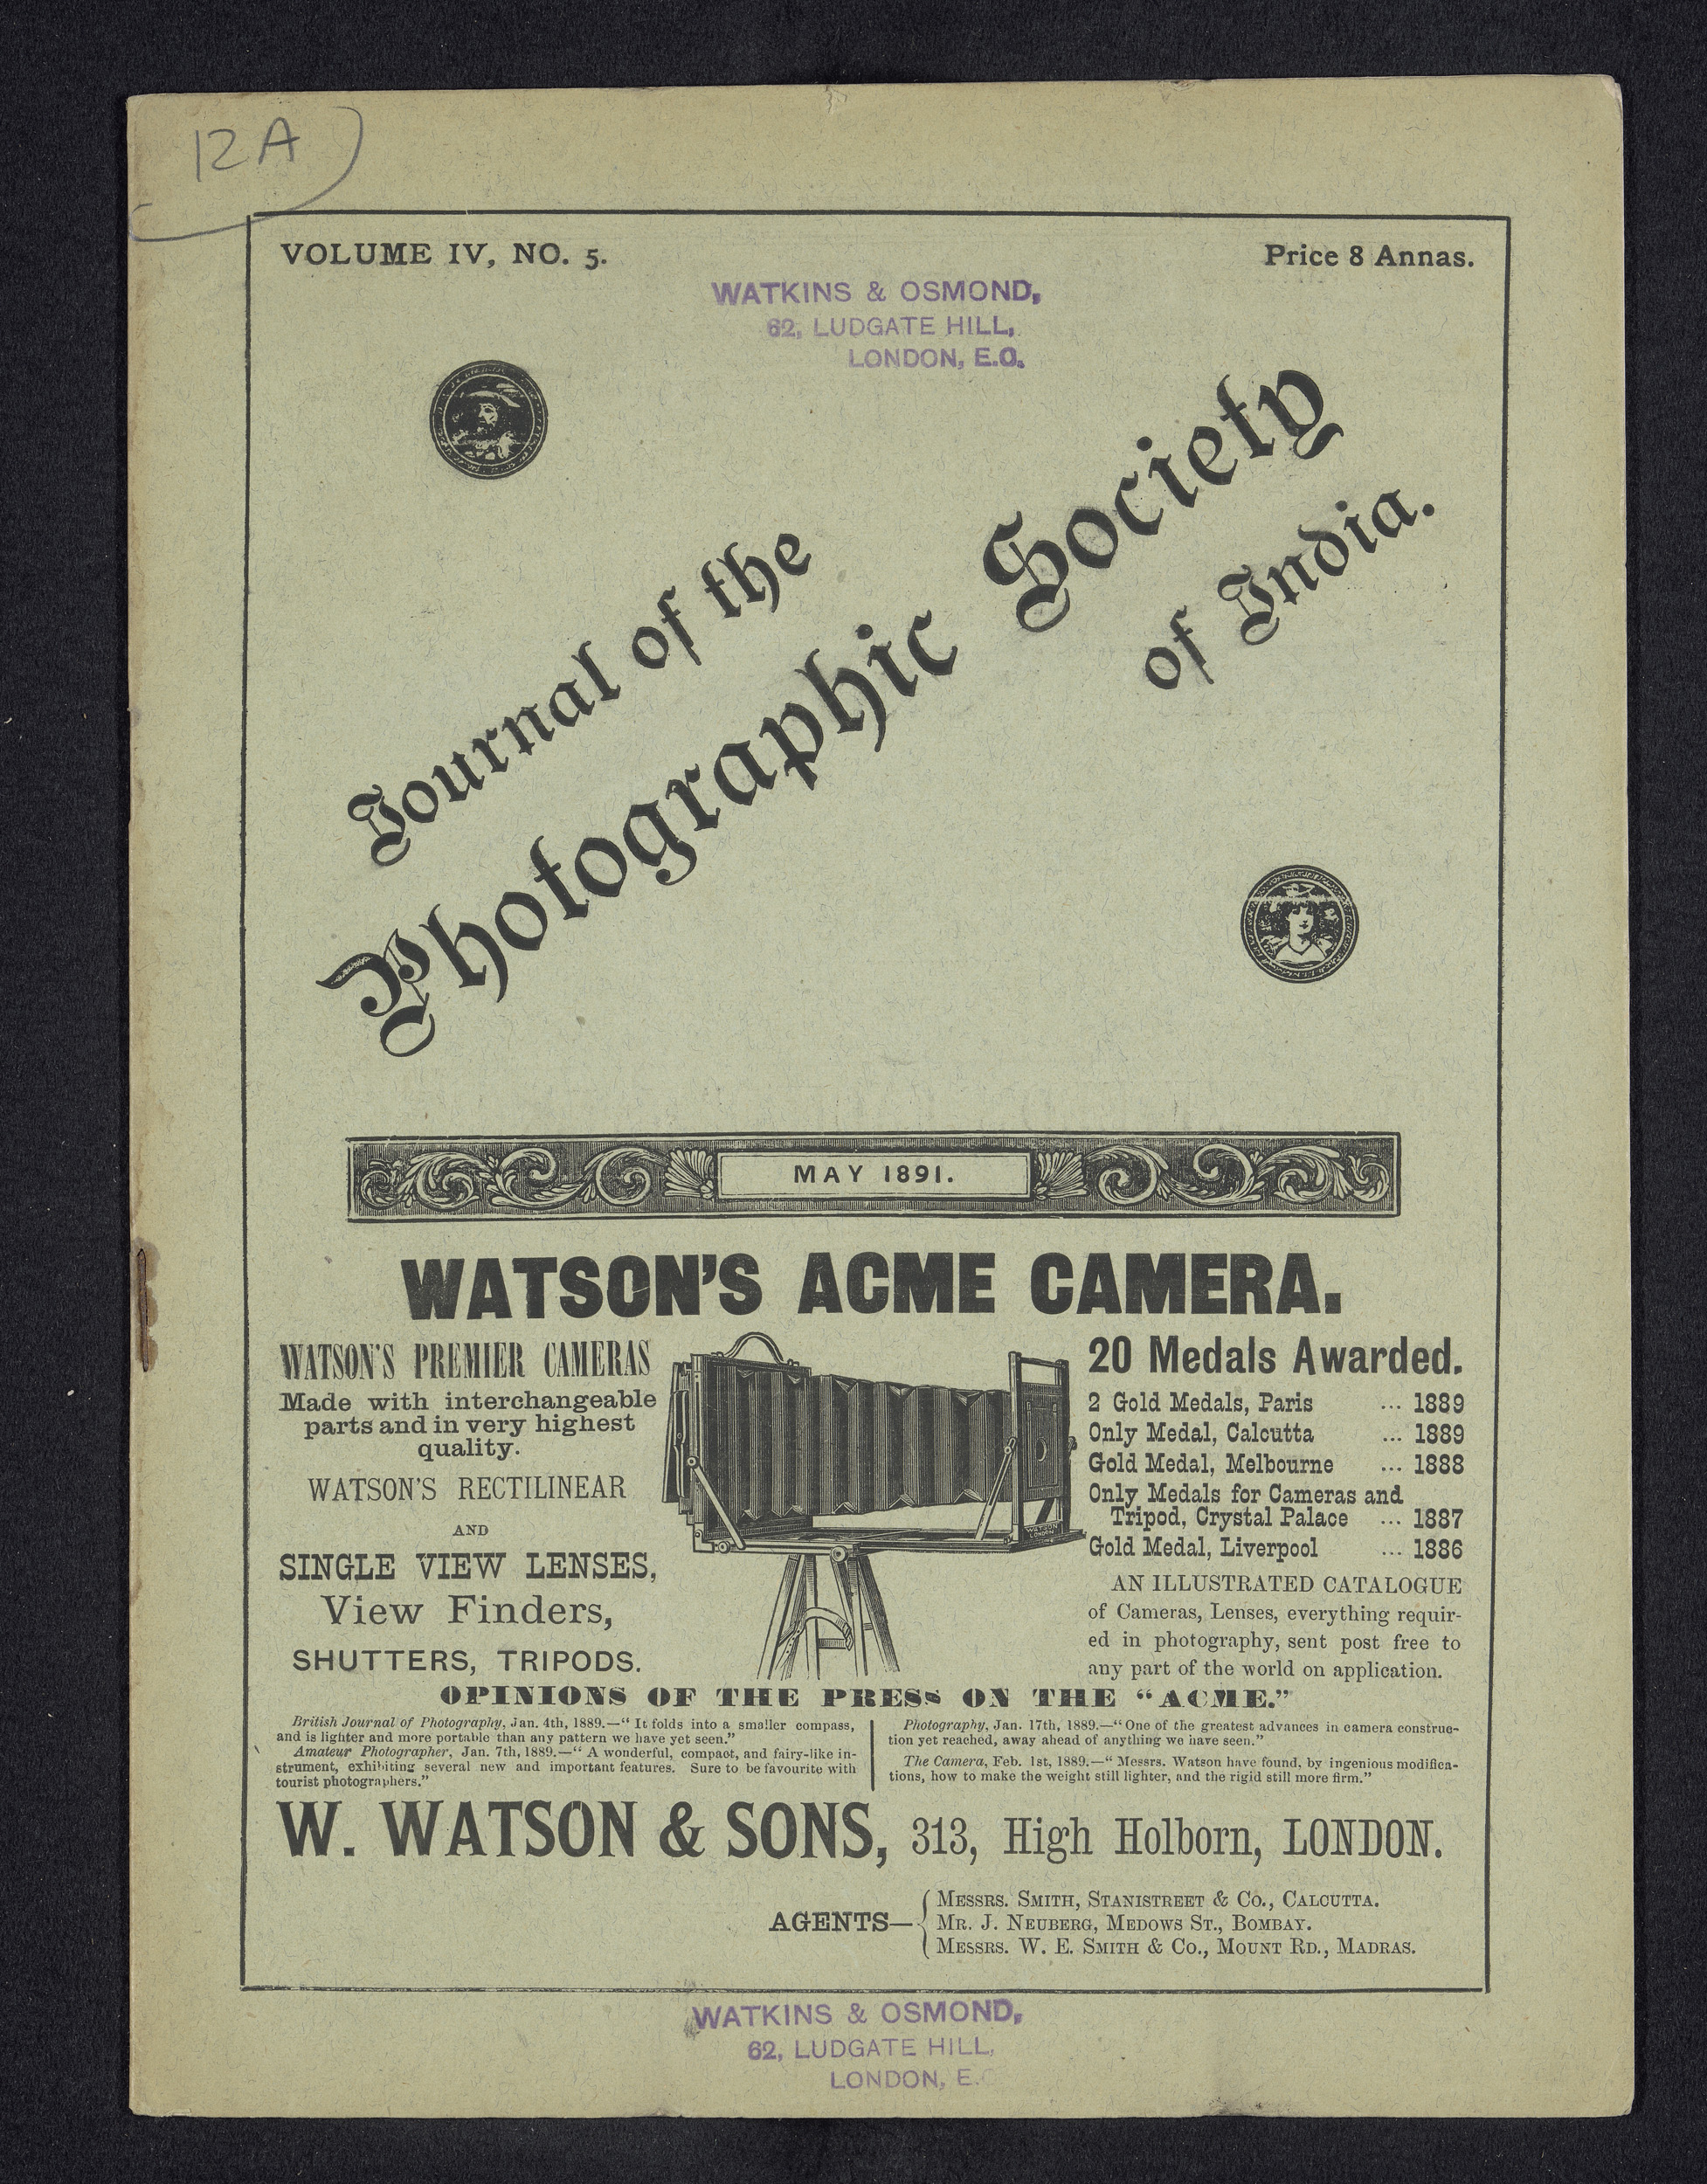 12A
VOLUME IV, NO. 5.
Price 8 Annas.
WATKINS & OSMOND,
62, LUDGATE HILL,
LONDON, E.C.
Journal of the
Photographic Society
of India.
MAY 1891.
WATSON'S ACME CAMERA.
WATSON'S PREMIER CAMERAS
Made with interchangeable
parts and in very highest
quality.
WATSON'S RECTILINEAR
AND
SINGLE VIEW LENSES,
View Finders,
SHUTTERS, TRIPODS.
WATSON
LONDON
20 Medals Awarded.
2 Gold Medals, Paris ... 1889
Only Medal, Calcutta ... 1889
Gold Medal, Melbourne ... 1888
Only Medals for Cameras and
Tripod, Crystal Palace ... 1887
Gold Medal, Liverpool ... 1886
AN ILLUSTRATED CATALOGUE
of Cameras, Lenses, everything requir-
ed in photography, sent post free to
any part of the world on application.
OPINIONS OF THE PRESS ON THE "ACME."
British Journal of Photography, Jan. 4th, 1889.—"It folds into a smaller compass,
and is lighter and more portable than any pattern we have yet seen."
Amateur Photographer, Jan. 7th, 1889.—"A wonderful, compact, and fairy-like in-
strument, exhibiting several new and important features. Sure to be favourite with
tourist photographers."
Photography, Jan. 17th, 1889.—"One of the greatest advances in camera construc-
tion yet reached, away ahead of anything we have seen."
The Camera, Feb. 1st, 1889.—"Messrs. Watson have found, by ingenious modifica-
tions, how to make the weight still lighter, and the rigid still more firm."
W. WATSON & SONS, 313, High Holborn, LONDON.
AGENTS—
MESSRS. SMITH, STANISTREET & CO., CALCUTTA.
MR. J. NEUBERG, MEDOWS ST., BOMBAY.
MESSRS. W. E. SMITH & CO., MOUNT RD., MADRAS.
WATKINS & OSMOND,
62, LUDGATE HILL,
LONDON, E.C